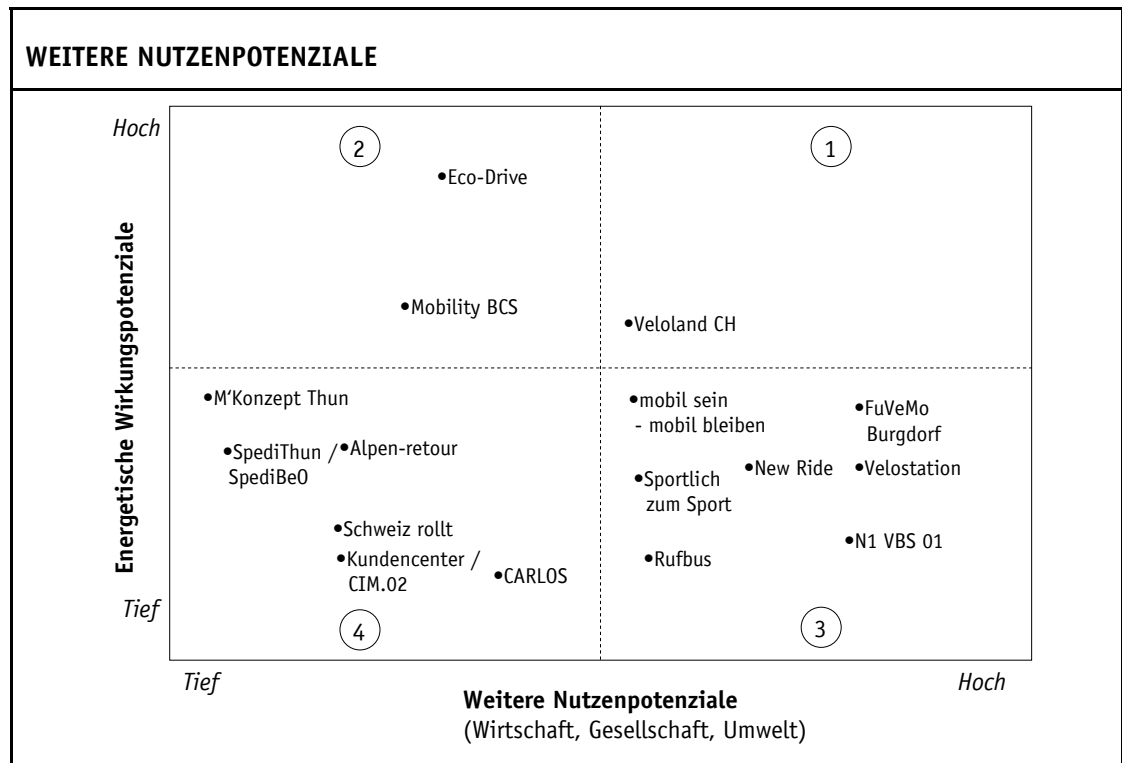 WEITERE NUTZENPOTENZIALE
Hoch
2
1
•Eco-Drive
Energetische Wirkungspotenziale
•Mobility BCS
•Veloland CH
•M‘Konzept Thun
•mobil sein
- mobil bleiben
•FuVeMo
Burgdorf
•SpediThun /
SpediBeO
•Alpen-retour
•New Ride
•Velostation
•Sportlich
zum Sport
•Schweiz rollt
•N1 VBS 01
•Kundencenter /
CIM.02
•CARLOS
•Rufbus
Tief
4
3
Tief
Hoch
Weitere Nutzenpotenziale
(Wirtschaft, Gesellschaft, Umwelt)